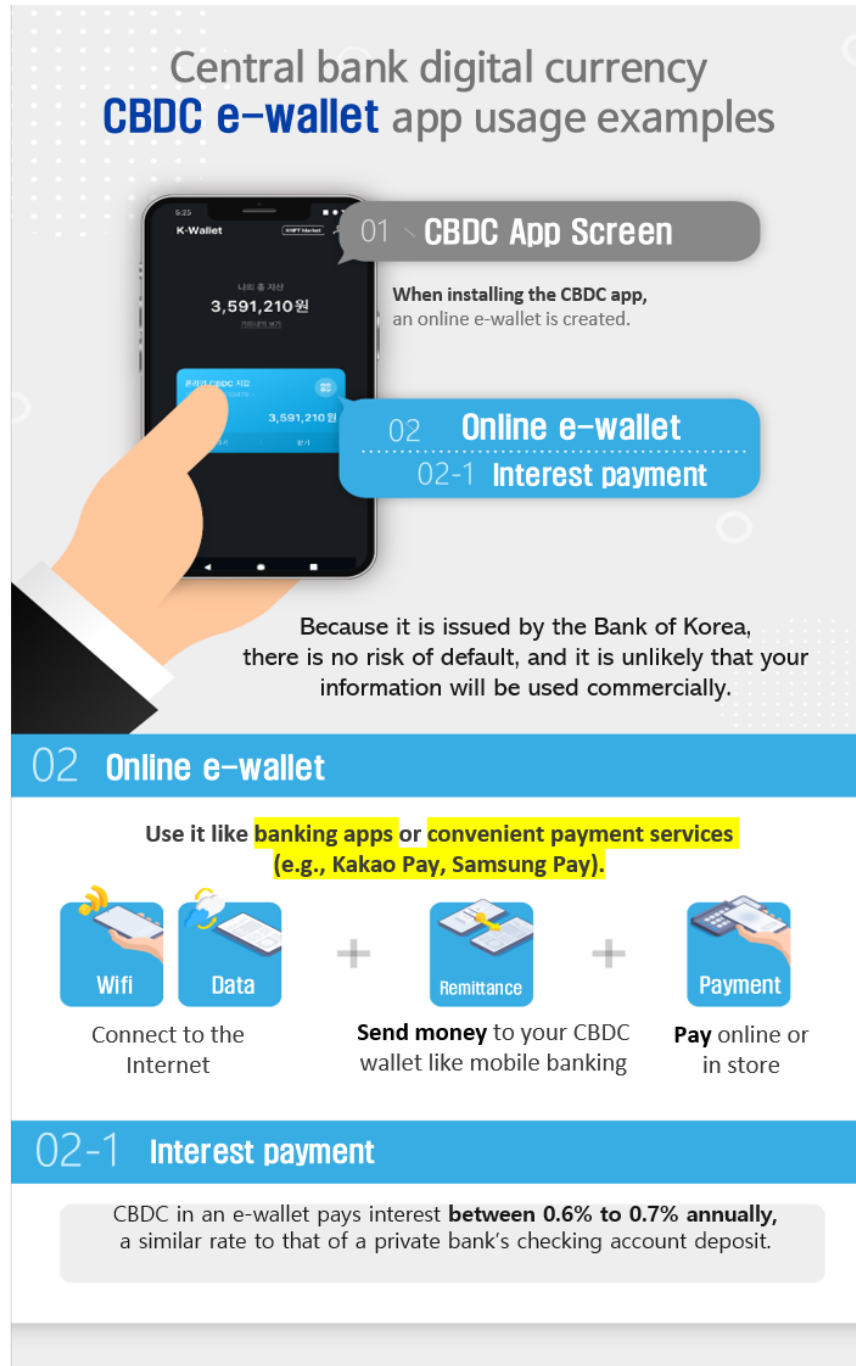 Central bank digital currency
CBDC e-wallet app usage examples
5:25
K-Wallet
나의 총 자산
3,591,210원
01 CBDC App Screen
When installing the CBDC app,
an online e-wallet is created.
CBDC 지갑
3,591,210원
받기
02 Online e-wallet
02-1 Interest payment
Because it is issued by the Bank of Korea,
there is no risk of default, and it is unlikely that your
information will be used commercially.
02 Online e-wallet
Use it like banking apps or convenient payment services
(e.g., Kakao Pay, Samsung Pay).
Wifi
Data
Remittance
Payment
Connect to the
Internet
Send money to your CBDC
wallet like mobile banking
Pay online or
in store
02-1 Interest payment
CBDC in an e-wallet pays interest between 0.6% to 0.7% annually,
a similar rate to that of a private bank's checking account deposit.